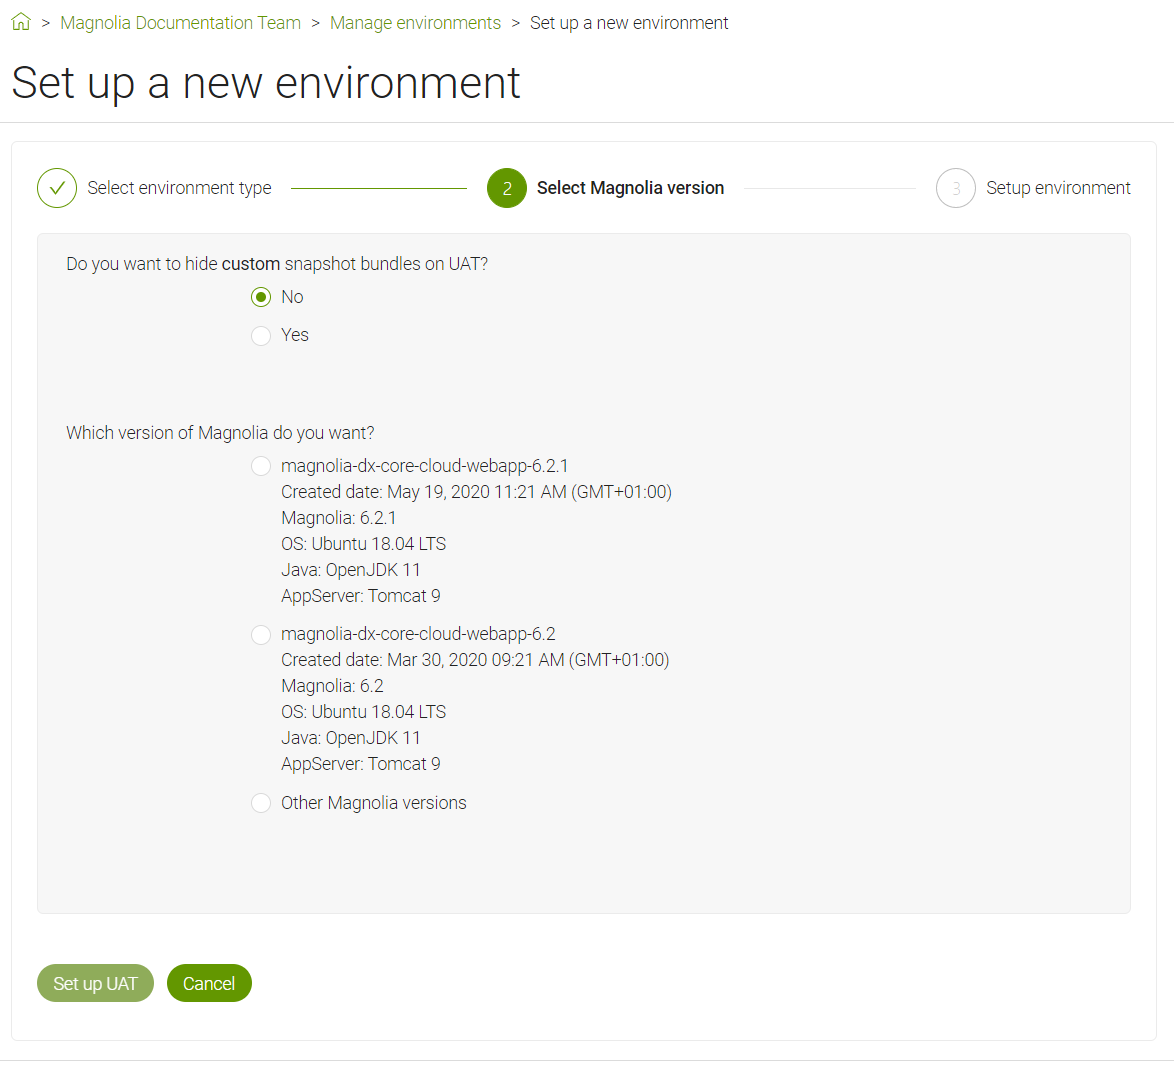 > Magnolia Documentation Team > Manage environments > Set up a new environment
Set up a new environment
Select environment type 2 Select Magnolia version 3 Setup environment
Do you want to hide custom snapshot bundles on UAT?
No
Yes
Which version of Magnolia do you want?
magnolia-dx-core-cloud-webapp-6.2.1
Created date: May 19, 2020 11:21 AM (GMT+01:00)
Magnolia: 6.2.1
OS: Ubuntu 18.04 LTS
Java: OpenJDK 11
AppServer: Tomcat 9
magnolia-dx-core-cloud-webapp-6.2
Created date: Mar 30, 2020 09:21 AM (GMT+01:00)
Magnolia: 6.2
OS: Ubuntu 18.04 LTS
Java: OpenJDK 11
AppServer: Tomcat 9
Other Magnolia versions
Set up UAT Cancel